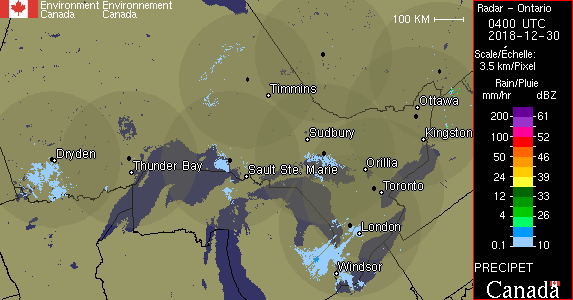 Environment Environnement
Canada Canada
100 KM
Timmins
Ottawa
Sudbury
Kingston
Dryden
Thunder Bay
Sault Ste. Marie
Orillia
Toronto
London
Windsor
Radar - Ontario
0400 UTC
2018-12-30
Scale/Échelle:
3.5 km/Pixel
Rain/Pluie
mm/hr dBZ
200 61
100 52
50 46
24 39
12 33
4 26
0.1 10
PRECIPET
Canada